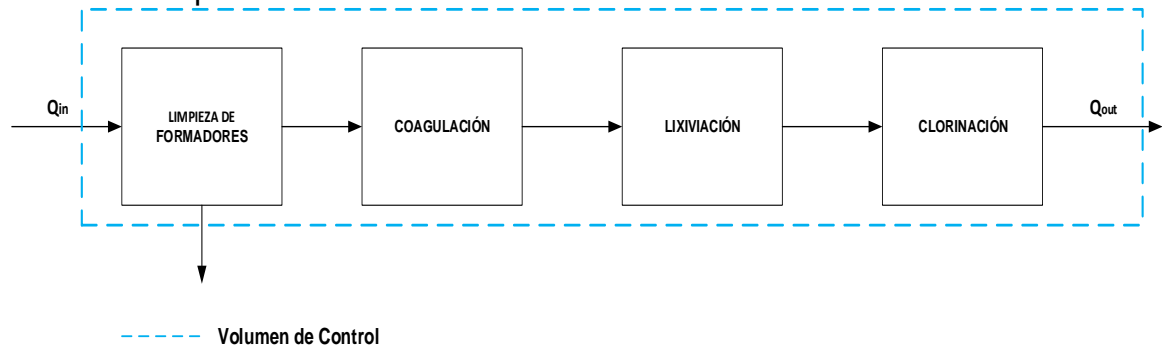 Qin
LIMPIEZA DE
FORMADORES
COAGULACIÓN
LIXIVIACIÓN
CLORINACIÓN
Qout
Volumen de Control